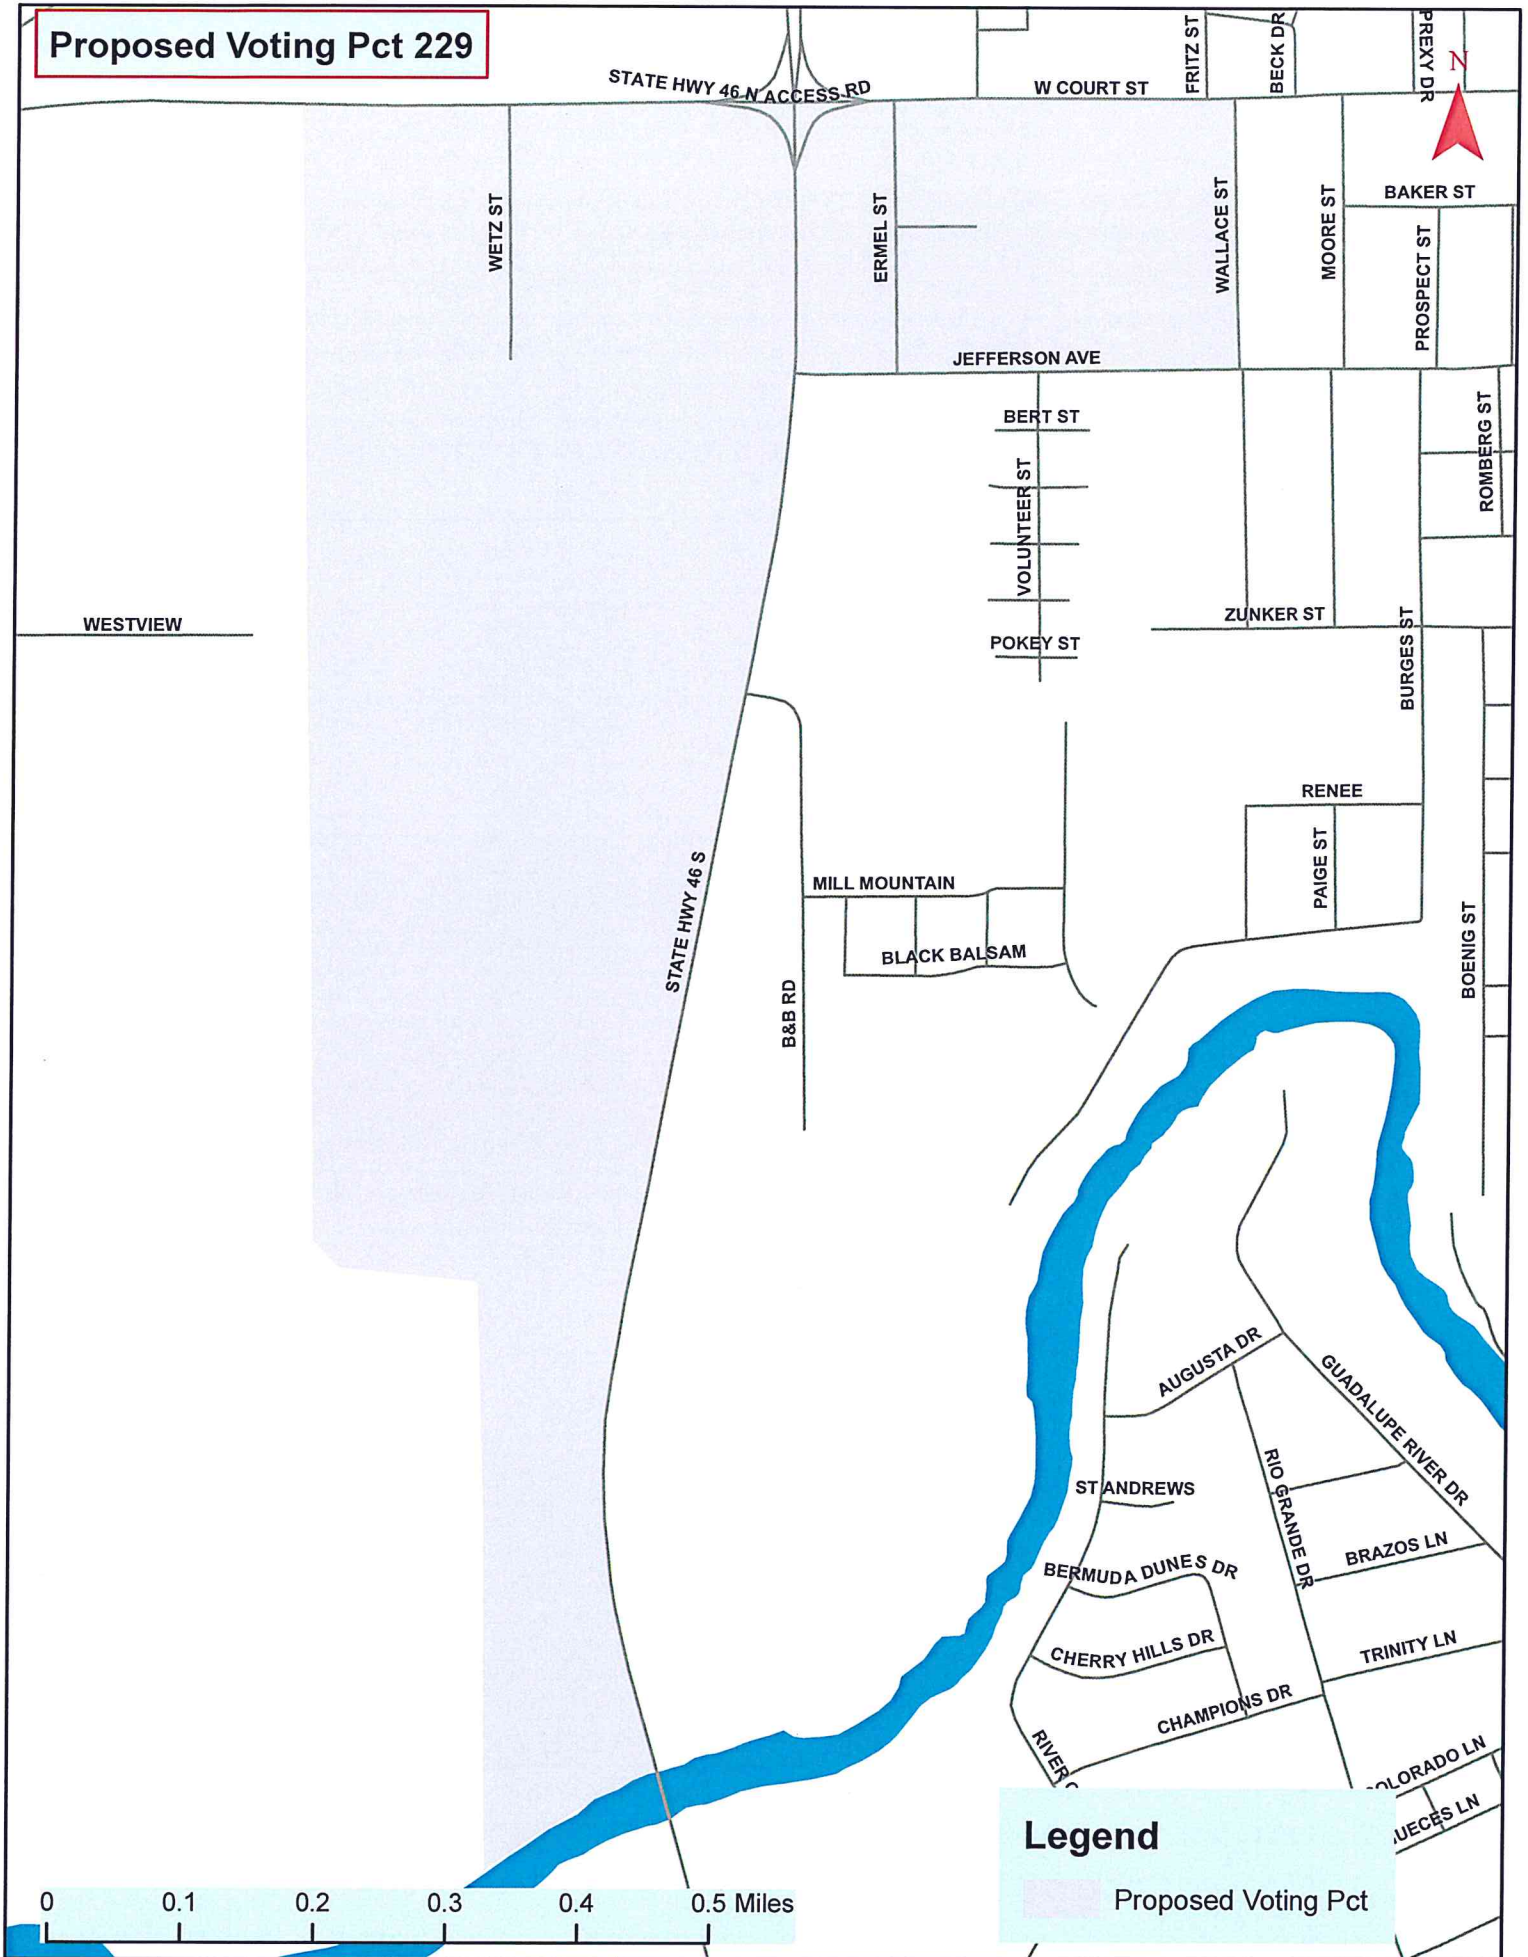 Proposed Voting Pct 229
STATE HWY 46 N ACCESS RD
W COURT ST
FRITZ ST
BECK DR
PREXY DR
N
WETZ ST
ERMEL ST
WALLACE ST
MOORE ST
BAKER ST
PROSPECT ST
JEFFERSON AVE
BERT ST
VOLUNTEER ST
ROMBERG ST
WESTVIEW
POKEY ST
ZUNKER ST
BURGES ST
RENEE
PAIGE ST
STATE HWY 46 S
MILL MOUNTAIN
BLACK BALSAM
B&B RD
BOENIG ST
AUGUSTA DR
GUADALUPE RIVER DR
ST ANDREWS
RIO GRANDE DR
BRAZOS LN
BERMUDA DUNES DR
CHERRY HILLS DR
TRINITY LN
CHAMPIONS DR
RIVER
OLORADO LN
UECES LN
Legend
Proposed Voting Pct
0 0.1 0.2 0.3 0.4 0.5 Miles